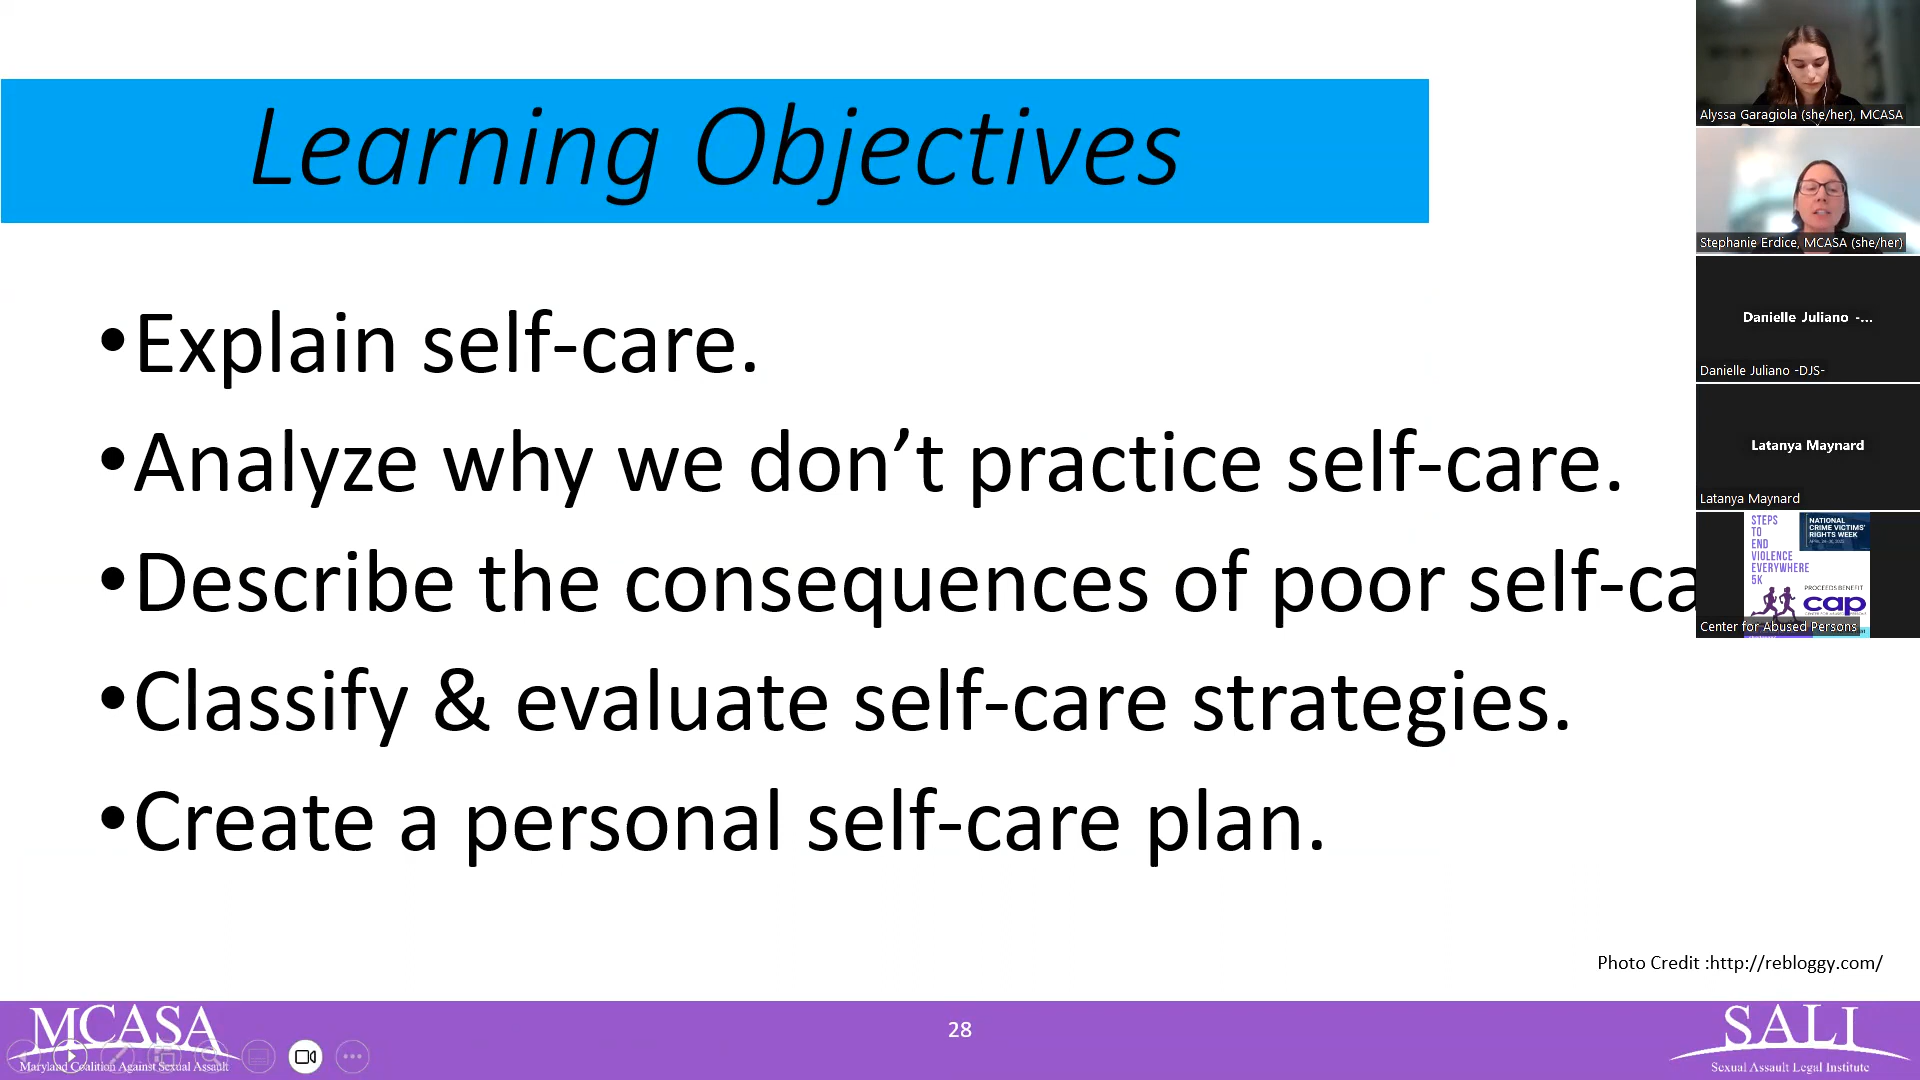 Learning Objectives
•Explain self-care.
•Analyze why we don’t practice self-care.
•Describe the consequences of poor self-ca
•Classify & evaluate self-care strategies.
•Create a personal self-care plan.
Photo Credit :http://rebloggy.com/
MCASA
Maryland Coalition Against Sexual Assault
28
SALI
Sexual Assault Legal Institute
Alyssa Garagiola (she/her), MCASA
Stephanie Erdice, MCASA (she/her)
Danielle Juliano -...
Danielle Juliano -DJS-
Latanya Maynard
Latanya Maynard
STEPS
TO
END
VIOLENCE
EVERYWHERE
5K
NATIONAL
CRIME VICTIMS'
RIGHTS WEEK
PROCEEDS BENEFIT
cap
Center for Abused Persons